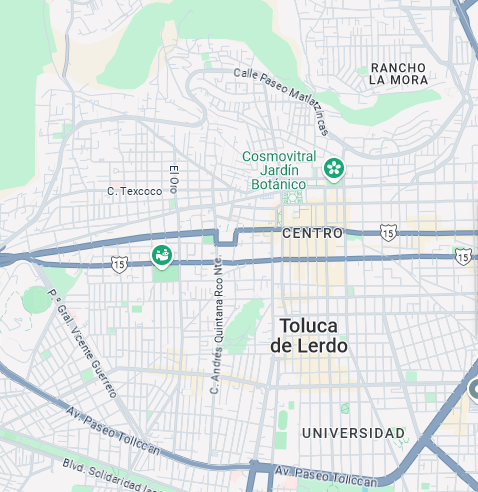 RANCHO
LA MORA
Calle Paseo Matlatzíncas
Cosmovitral
Jardín
Botánico
El Oro
C. Texcoco
CENTRO
15
15
15
C. Andrés Quintana Roo Nte.
P.º Gral. Vicente Guerrero
Toluca
de Lerdo
UNIVERSIDAD
Av. Paseo Tollocan
Av. Paseo Tollocan
Blvd. Solidaridad las